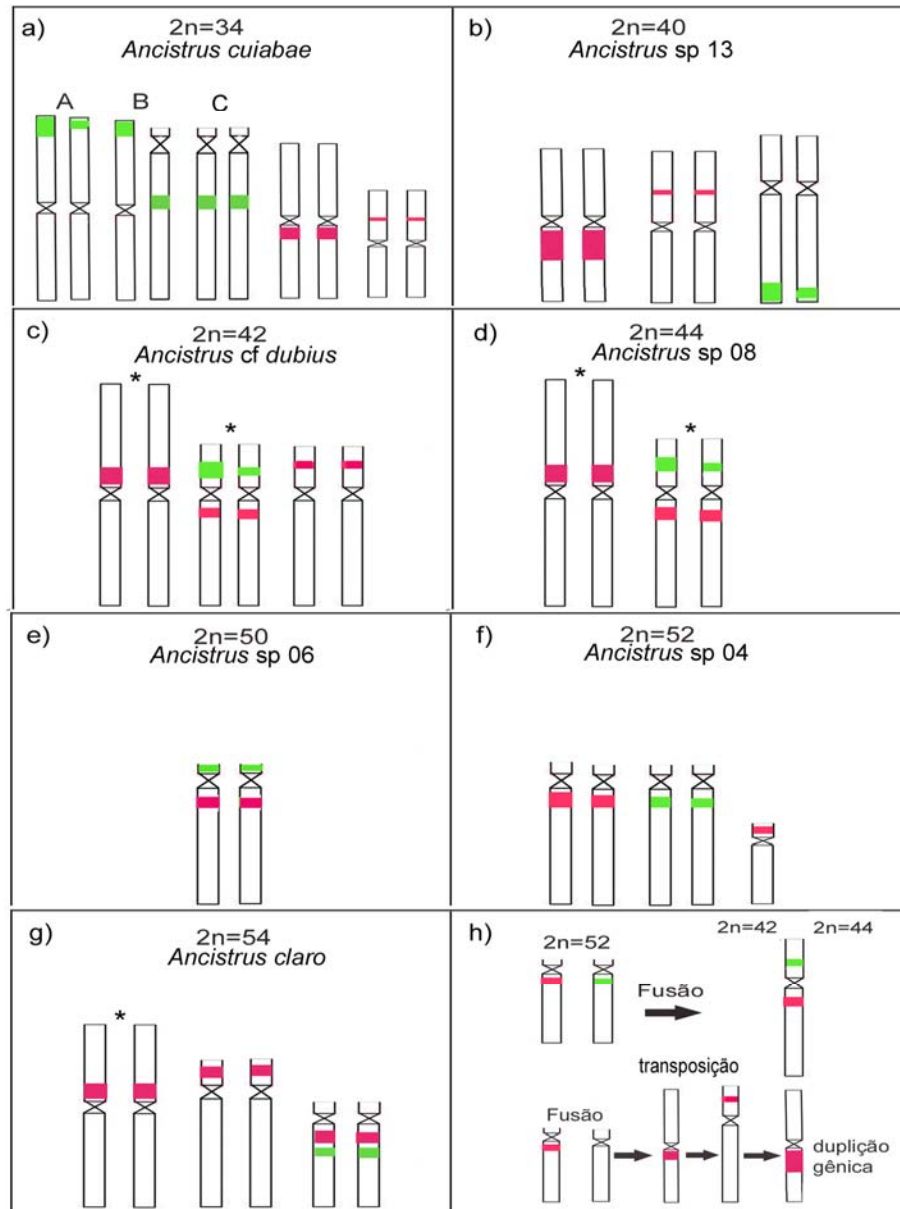 a)
2n=34
Ancistrus cuiabae
A B C
b)
2n=40
Ancistrus sp 13
c)
2n=42
Ancistrus cf dubius
* *
d)
2n=44
Ancistrus sp 08
* *
e)
2n=50
Ancistrus sp 06
f)
2n=52
Ancistrus sp 04
g)
2n=54
Ancistrus claro
*
h)
2n=52
2n=42 2n=44
Fusão
transposição
Fusão
duplição
gênica